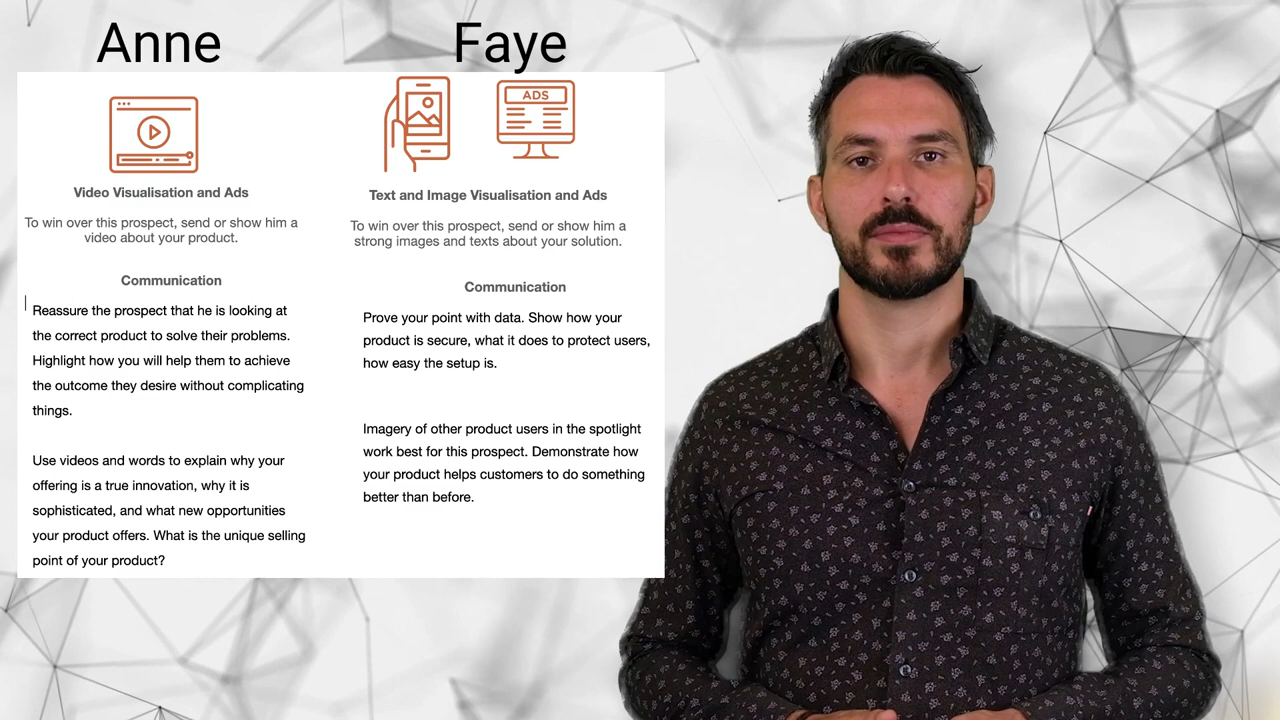 Anne
Faye
ADS
Video Visualisation and Ads
To win over this prospect, send or show him a
video about your product.
Communication
Reassure the prospect that he is looking at
the correct product to solve their problems.
Highlight how you will help them to achieve
the outcome they desire without complicating
things.
Use videos and words to explain why your
offering is a true innovation, why it is
sophisticated, and what new opportunities
your product offers. What is the unique selling
point of your product?
Text and Image Visualisation and Ads
To win over this prospect, send or show him a
strong images and texts about your solution.
Communication
Prove your point with data. Show how your
product is secure, what it does to protect users,
how easy the setup is.
Imagery of other product users in the spotlight
work best for this prospect. Demonstrate how
your product helps customers to do something
better than before.